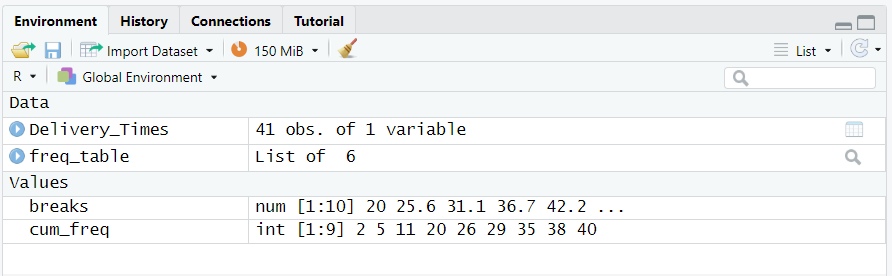 Environment History Connections Tutorial
Import Dataset 150 MiB List
R Global Environment
Data
Delivery_Times 41 obs. of 1 variable
freq_table List of 6
Values
breaks num [1:10] 20 25.6 31.1 36.7 42.2 ...
cum_freq int [1:9] 2 5 11 20 26 29 35 38 40